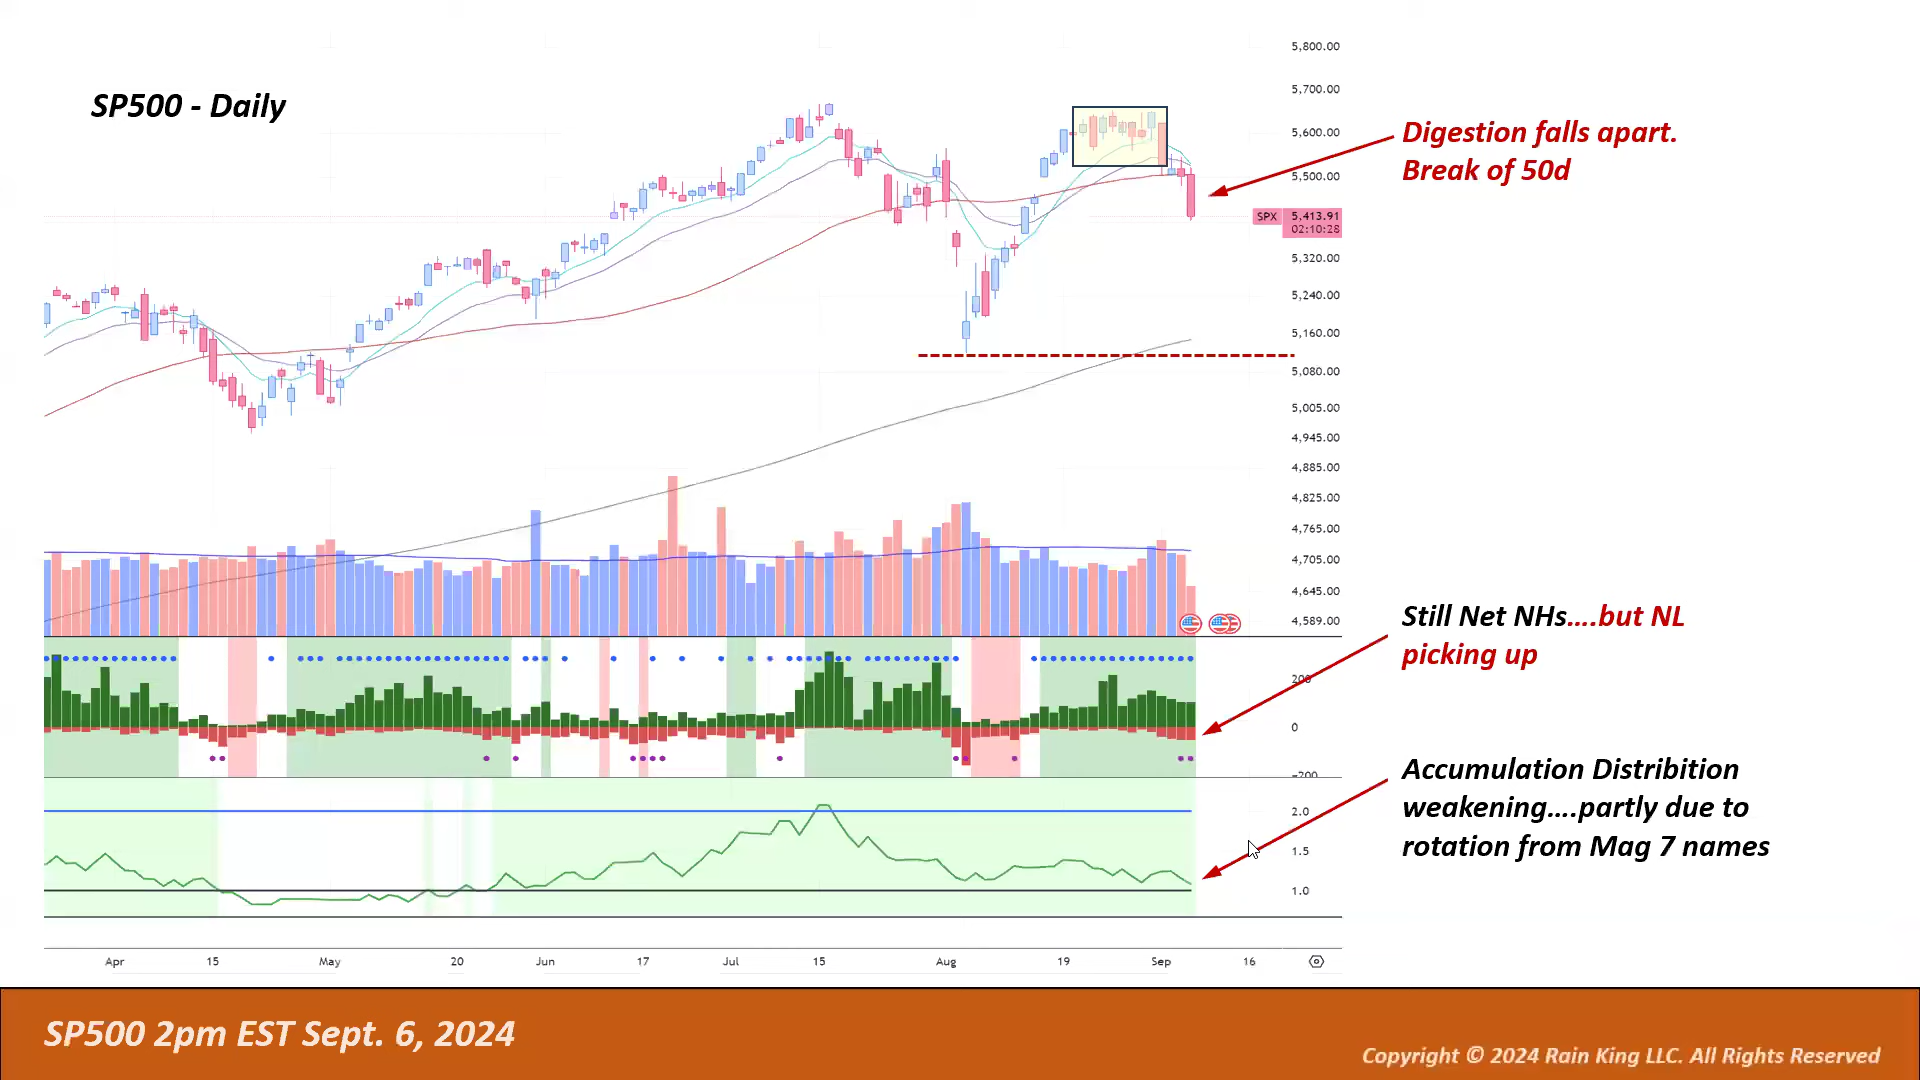 SP500 - Daily
5,800.00
5,700.00
5,600.00
5,500.00
SPX 5,413.91
02:10:28
5,320.00
5,240.00
5,160.00
5,080.00
5,005.00
4,945.00
4,885.00
4,825.00
4,765.00
4,705.00
4,645.00
4,589.00
200
0
-200
2.0
1.5
1.0
Apr 15 May 20 Jun 17 Jul 15 Aug 19 Sep 16
Digestion falls apart.
Break of 50d
Still Net NHs....but NL
picking up
Accumulation Distribition
weakening....partly due to
rotation from Mag 7 names
SP500 2pm EST Sept. 6, 2024
Copyright © 2024 Rain King LLC. All Rights Reserved